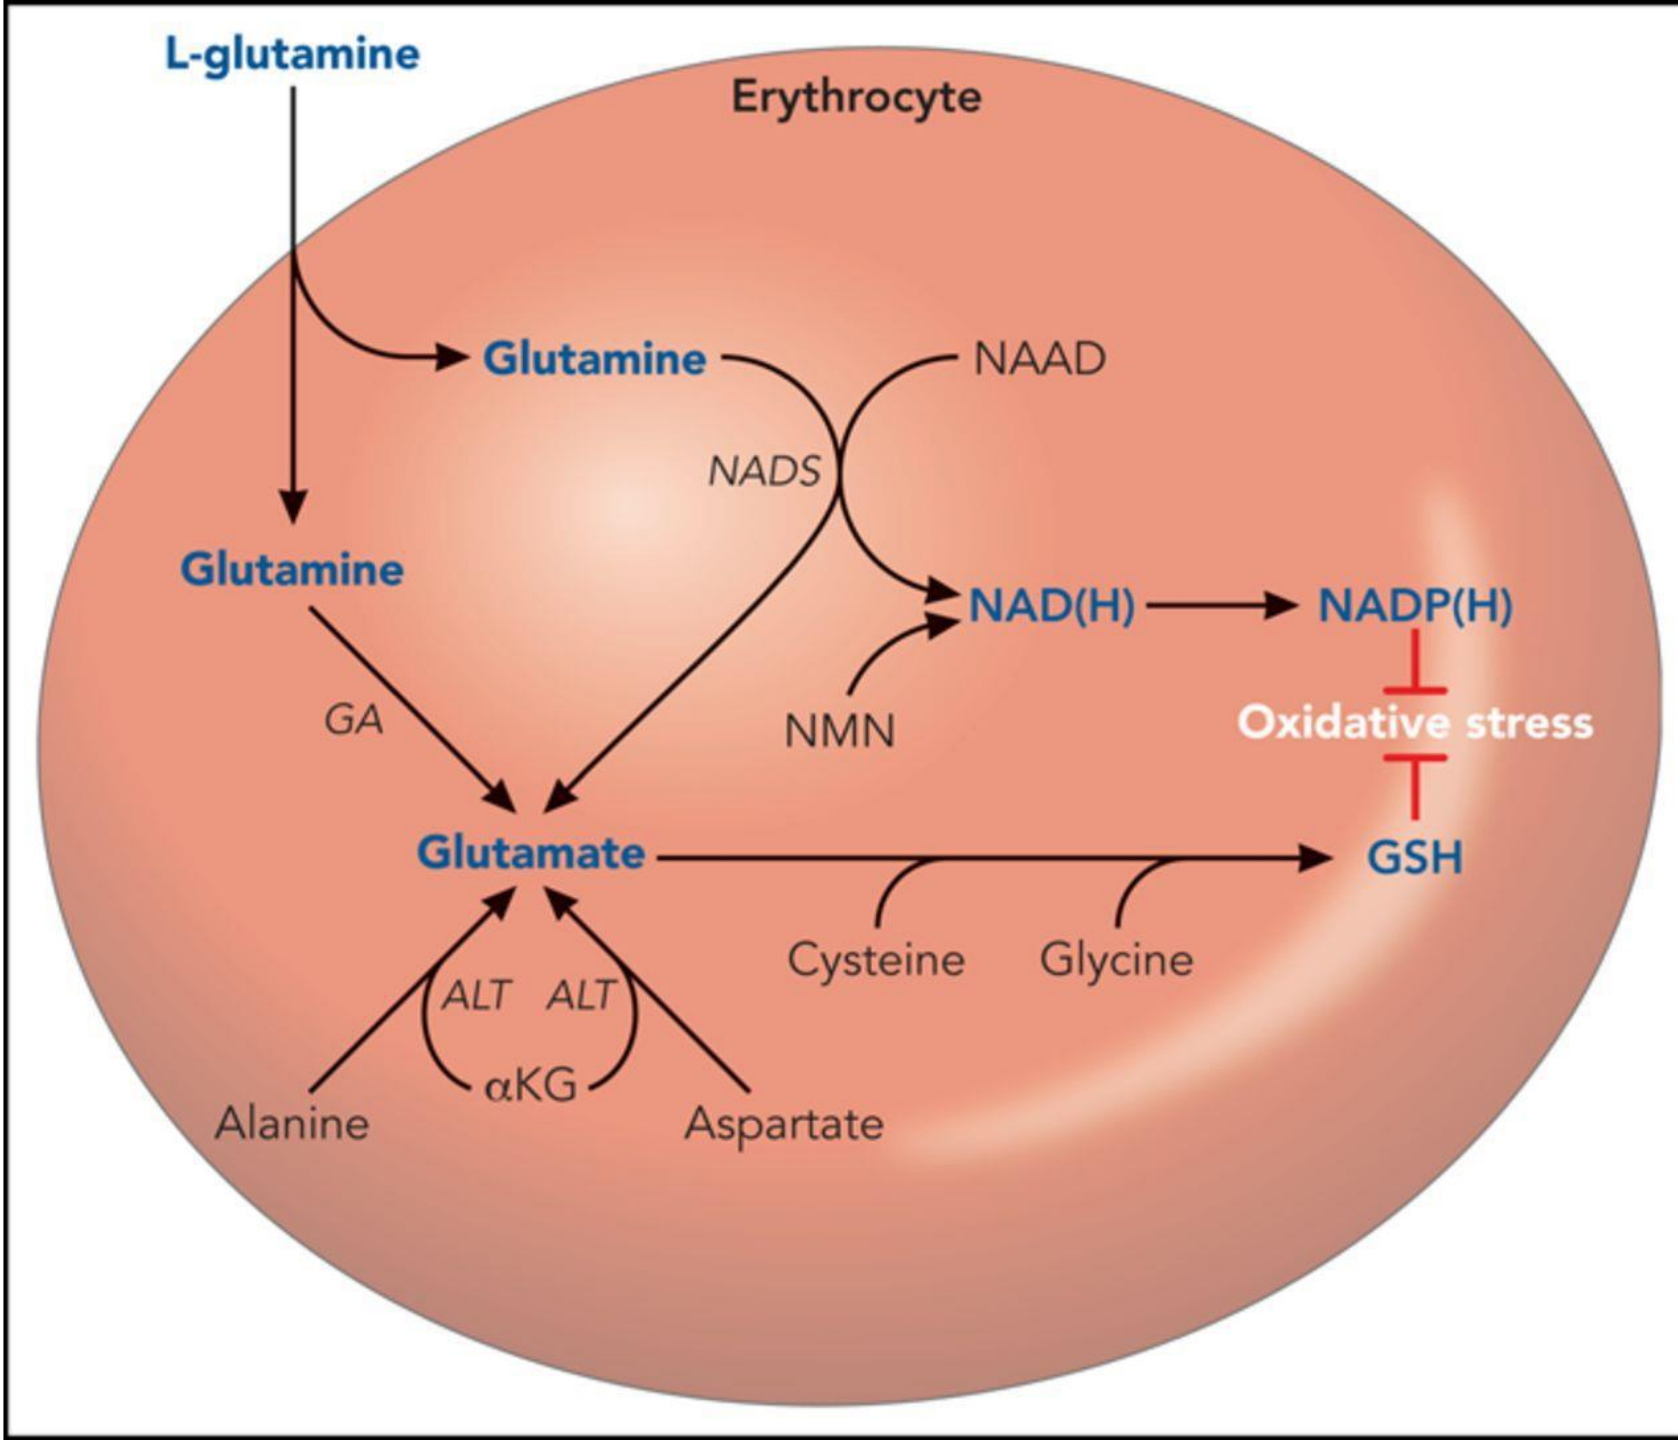 L-glutamine
Erythrocyte
Glutamine
NAAD
NADS
Glutamine
NAD(H)
NADP(H)
GA
NMN
Oxidative stress
Glutamate
GSH
Cysteine
Glycine
ALT
ALT
αKG
Alanine
Aspartate